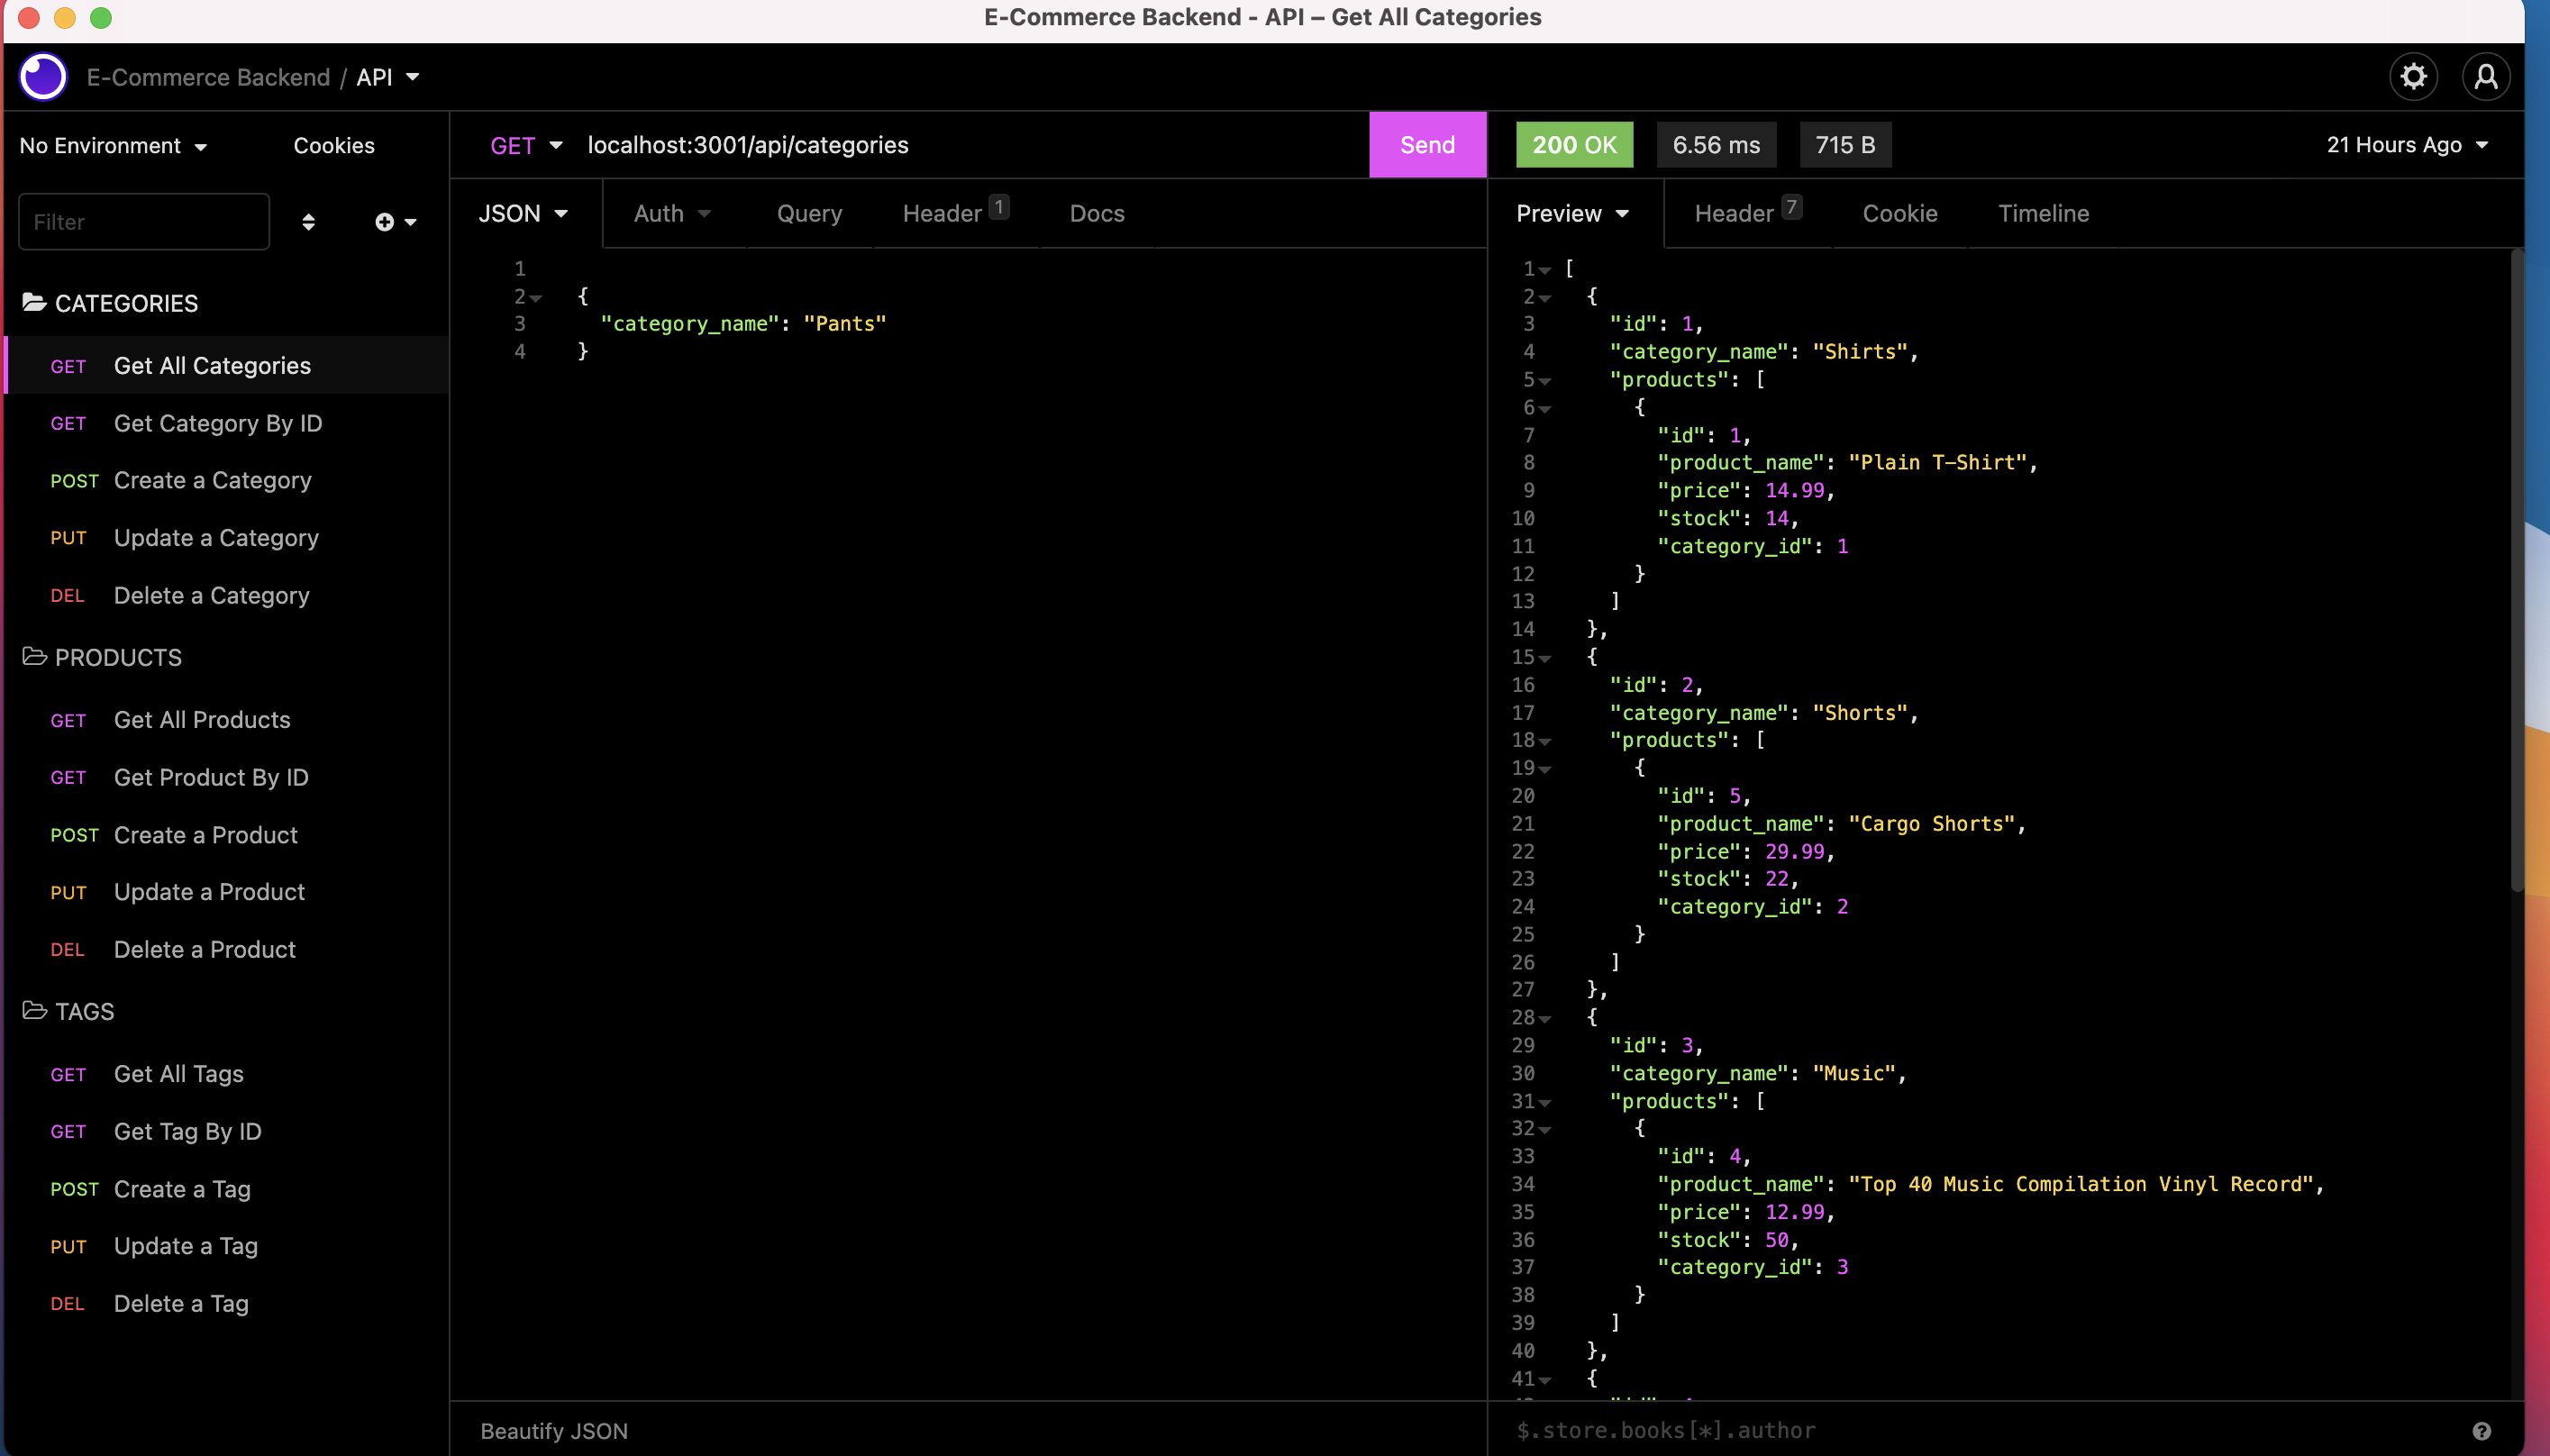 E-Commerce Backend - API – Get All Categories
E-Commerce Backend / API
No Environment
Cookies
Filter
CATEGORIES
GET Get All Categories
GET Get Category By ID
POST Create a Category
PUT Update a Category
DEL Delete a Category
PRODUCTS
GET Get All Products
GET Get Product By ID
POST Create a Product
PUT Update a Product
DEL Delete a Product
TAGS
GET Get All Tags
GET Get Tag By ID
POST Create a Tag
PUT Update a Tag
DEL Delete a Tag
GET localhost:3001/api/categories Send
JSON Auth Query Header 1 Docs
1
2 {
3 "category_name": "Pants"
4 }
Beautify JSON
200 OK 6.56 ms 715 B 21 Hours Ago
Preview Header 7 Cookie Timeline
1 [
2 {
3 "id": 1,
4 "category_name": "Shirts",
5 "products": [
6 {
7 "id": 1,
8 "product_name": "Plain T-Shirt",
9 "price": 14.99,
10 "stock": 14,
11 "category_id": 1
12 }
13 ]
14 },
15 {
16 "id": 2,
17 "category_name": "Shorts",
18 "products": [
19 {
20 "id": 5,
21 "product_name": "Cargo Shorts",
22 "price": 29.99,
23 "stock": 22,
24 "category_id": 2
25 }
26 ]
27 },
28 {
29 "id": 3,
30 "category_name": "Music",
31 "products": [
32 {
33 "id": 4,
34 "product_name": "Top 40 Music Compilation Vinyl Record",
35 "price": 12.99,
36 "stock": 50,
37 "category_id": 3
38 }
39 ]
40 },
41 {
$.store.books[*].author